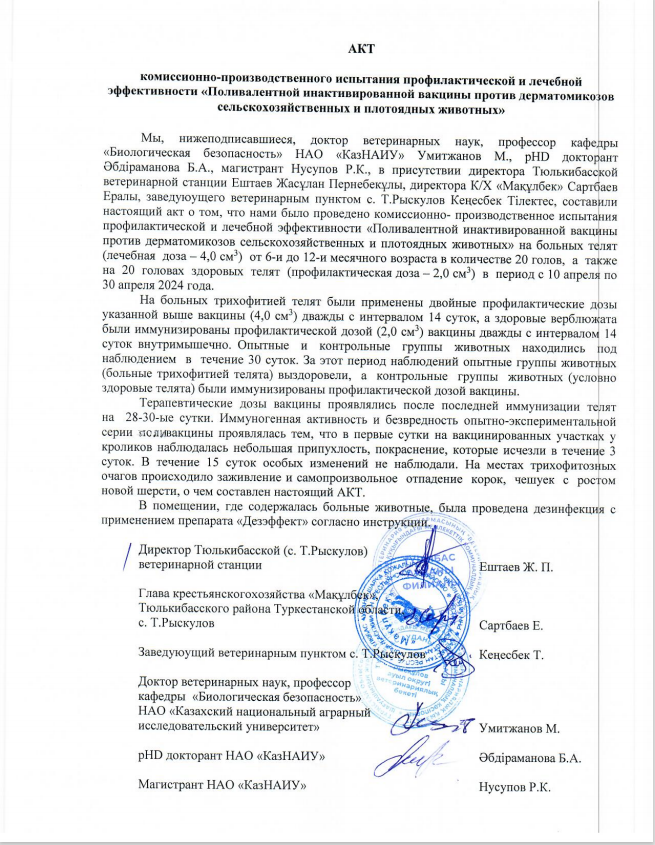 АКТ
комиссионно-производственного испытания профилактической и лечебной
эффективности «Поливалентной инактивированной вакцины против дерматомикозов
сельскохозяйственных и плотоядных животных»
Мы, нижеподписавшиеся, доктор ветеринарных наук, профессор кафедры
«Биологическая безопасность» НАО «КазНАИУ» Умитжанов М., pHD докторант
Әбдіраманова Б.А., магистрант Нусупов Р.К., в присутствии директора Тюлькибасской
ветеринарной станции Ештаев Жасұлан Пернебекұлы, директора К/Х «Мақұлбек» Сартбаев
Ералы, заведуюущего ветеринарным пунктом с. Т.Рыскулов Кеңесбек Тілектес, составили
настоящий акт о том, что нами было проведено комиссионно- производственное испытания
профилактической и лечебной эффективности «Поливалентной инактивированной вакцины
против дерматомикозов сельскохозяйственных и плотоядных животных» на больных телят
(лечебная доза – 4,0 см³) от 6-и до 12-и месячного возраста в количестве 20 голов, а также
на 20 головах здоровых телят (профилактическая доза – 2,0 см³) в период с 10 апреля по
30 апреля 2024 года.
На больных трихофитией телят были применены двойные профилактические дозы
указанной выше вакцины (4,0 см³) дважды с интервалом 14 суток, а здоровые верблюжата
были иммунизированы профилактической дозой (2,0 см³) вакцины дважды с интервалом 14
суток внутримышечно. Опытные и контрольные группы животных находились под
наблюдением в течение 30 суток. За этот период наблюдений опытные группы животных
(больные трихофитией телята) выздоровели, а контрольные группы животных (условно
здоровые телята) были иммунизированы профилактической дозой вакцины.
Терапевтические дозы вакцины проявлялись после последней иммунизации телят
на 28-30-ые сутки. Иммуногенная активность и безвредность опытно-экспериментальной
серии поливакцины проявлялась тем, что в первые сутки на вакцинированных участках у
кроликов наблюдалась небольшая припухлость, покраснение, которые исчезли в течение 3
суток. В течение 15 суток особых изменений не наблюдали. На местах трихофитозных
очагов происходило заживление и самопроизвольное отпадение корок, чешуек с ростом
новой шерсти, о чем составлен настоящий АКТ.
В помещении, где содержалась больные животные, была проведена дезинфекция с
применением препарата «Дезэффект» согласно инструкции.
Директор Тюлькибасской (с. Т.Рыскулов)
ветеринарной станции Ештаев Ж. П.
Глава крестьянскогохозяйства «Мақұлбек»,
Тюлькибасского района Туркестанской области,
с. Т.Рыскулов Сартбаев Е.
Заведуюущий ветеринарным пунктом с. Т.Рыскулов Кеңесбек Т.
Доктор ветеринарных наук, профессор
кафедры «Биологическая безопасность»
НАО «Казахский национальный аграрный
исследовательский университет» Умитжанов М.
pHD докторант НАО «КазНАИУ» Әбдіраманова Б.А.
Магистрант НАО «КазНАИУ» Нусупов Р.К.
ауыл округі
ветеринариялық